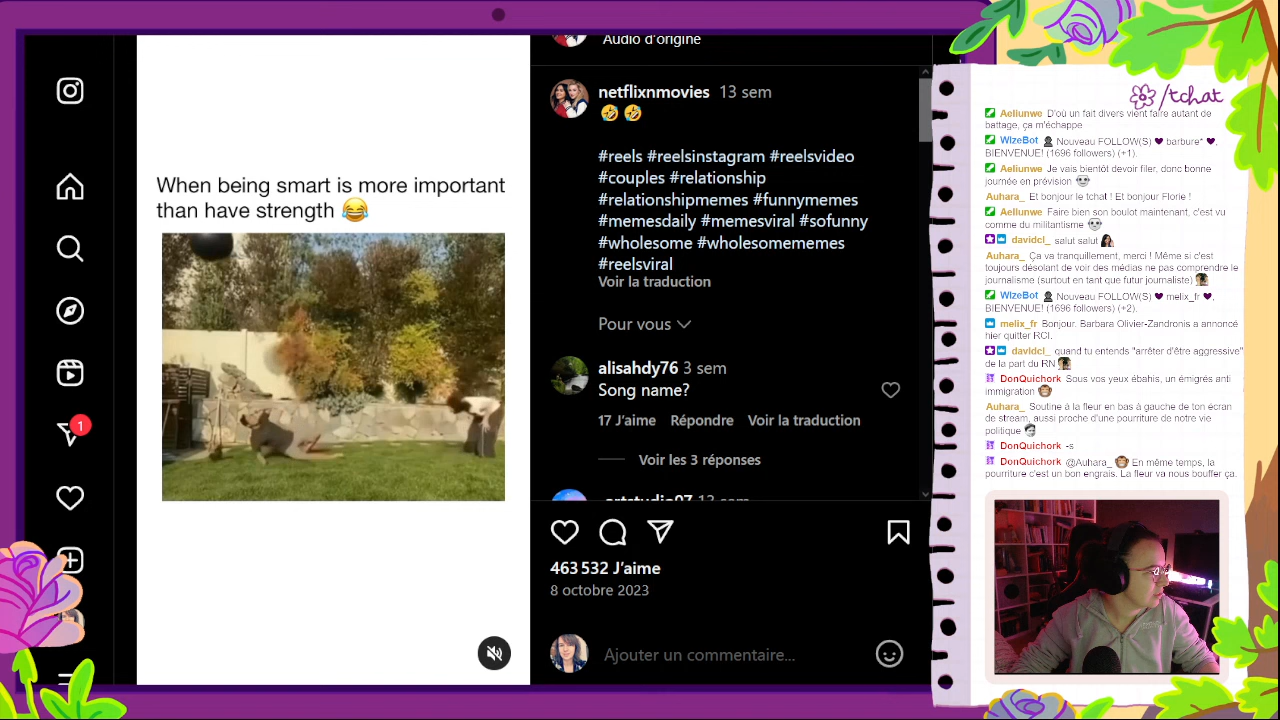 Audio d'origine
netflixnmovies 13 sem
#reels #reelsinstagram #reelsvideo
#couples #relationship
#relationshipmemes #funnymemes
#memesdaily #memesviral #sofunny
#wholesome #wholesomememes
#reelsviral
Voir la traduction
Pour vous
alisahdy76 3 sem
Song name?
17 J'aime Répondre Voir la traduction
Voir les 3 réponses
463 532 J'aime
8 octobre 2023
Ajouter un commentaire...
When being smart is more important
than have strength
1
/tchat
Aeliunwe D'où un fait divers vient faire autant de
battage, ça m'échappe
WizeBot Nouveau FOLLOW(S) barbure* ,
BIENVENUE! (1696 followers) (+1).
Aeliunwe Je vais bientôt devoir filer, donc bonne
journée en prévision
Auhara_ Et bonjour le tchat ! Et bonjour Florie !
Aeliunwe Faire bien son boulot maintenant, c'est vu
comme du militantisme
davidcl_ salut salut
Auhara_ Ça va tranquillement, merci ! Même si c'est
toujours désolant de voir des médias ne pas comprendre le
journalisme (surtout en tant que futur journaliste)
WizeBot Nouveau FOLLOW(S) melix_fr ,
BIENVENUE! (1696 followers) (+2).
melix_fr Bonjour. Barbara Olivier-Zandronis a annoncé
hier quitter RCI.
davidcl_ quand tu entends "arrêter d'être aggressive"
de la part du RN
DonQuichork Sous vos yeux ébahis, un émigrés anti
immigration
Auhara_ Soutine à la fleur en bas à gauche de ton écran
de stream, aussi proche d'une pourriture de notre vie
politique
DonQuichork -s
DonQuichork @Auhara_ En même temps, la
pourriture c'est un bon engrais. La fleur va nous bouffer ça.